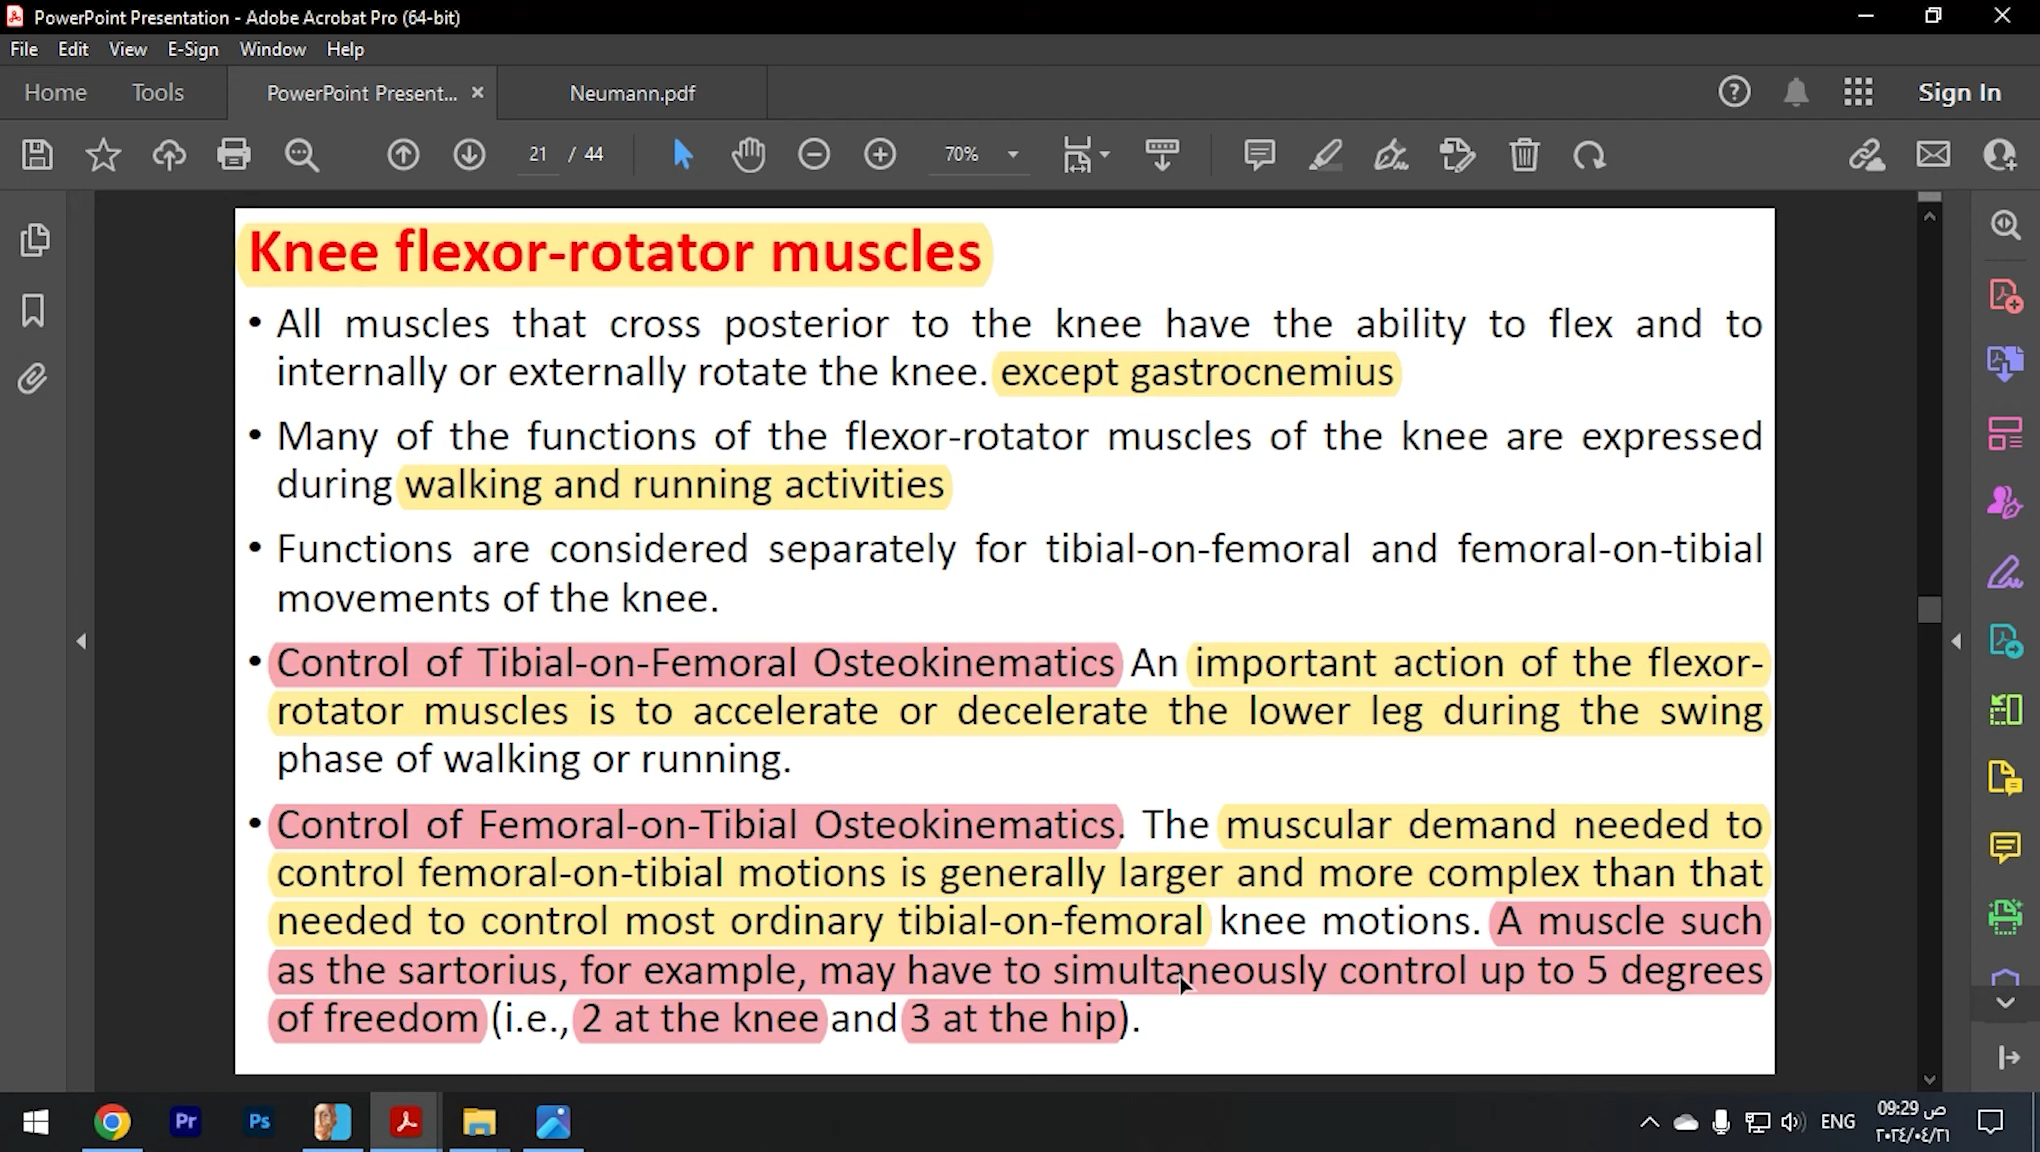 PowerPoint Presentation - Adobe Acrobat Pro (64-bit)
File Edit View E-Sign Window Help
Home Tools PowerPoint Present... Neumann.pdf Sign In
21 / 44 70%
Knee flexor-rotator muscles
• All muscles that cross posterior to the knee have the ability to flex and to
internally or externally rotate the knee. except gastrocnemius
• Many of the functions of the flexor-rotator muscles of the knee are expressed
during walking and running activities
• Functions are considered separately for tibial-on-femoral and femoral-on-tibial
movements of the knee.
• Control of Tibial-on-Femoral Osteokinematics An important action of the flexor-
rotator muscles is to accelerate or decelerate the lower leg during the swing
phase of walking or running.
• Control of Femoral-on-Tibial Osteokinematics. The muscular demand needed to
control femoral-on-tibial motions is generally larger and more complex than that
needed to control most ordinary tibial-on-femoral knee motions. A muscle such
as the sartorius, for example, may have to simultaneously control up to 5 degrees
of freedom (i.e., 2 at the knee and 3 at the hip).
Pr Ps ENG
09:29 ص
٢٠٢٤/٠٤/٢١